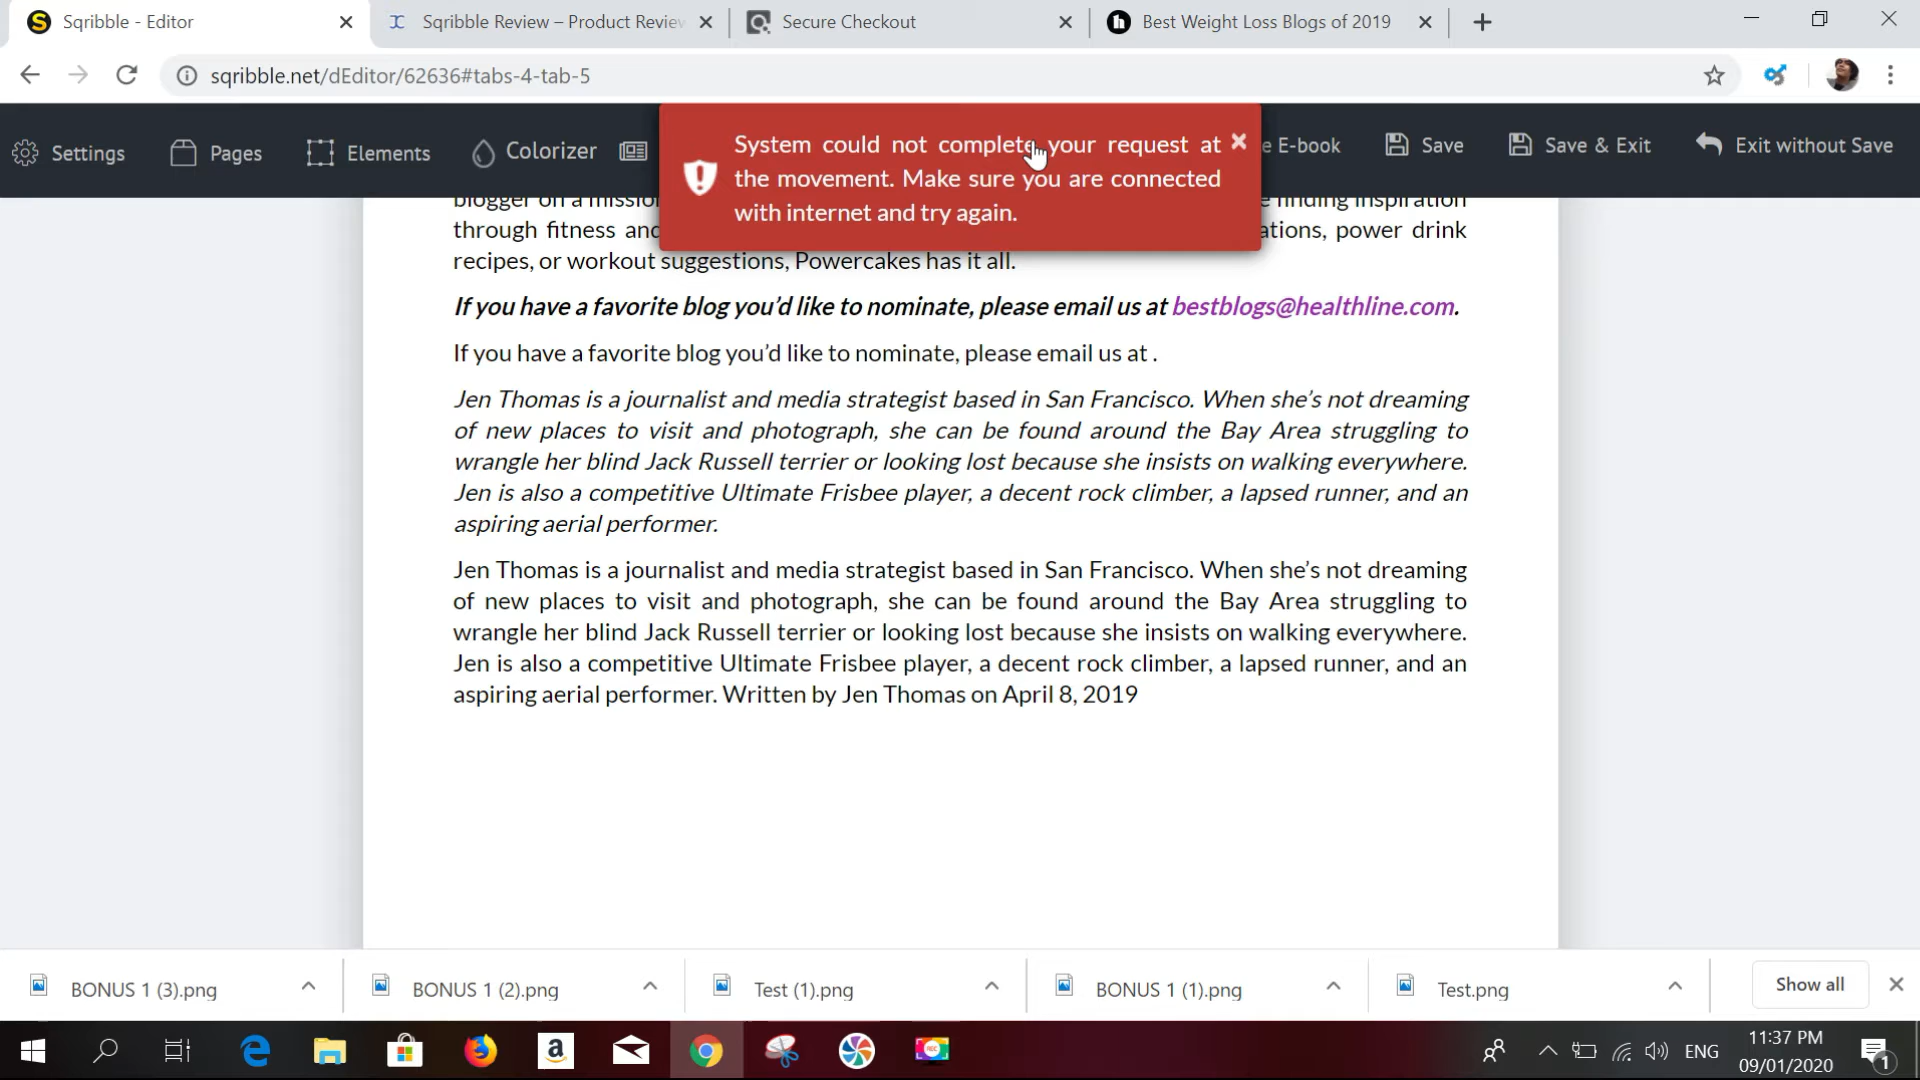 Sqribble - Editor
Sqribble Review – Product Review
Secure Checkout
Best Weight Loss Blogs of 2019
sqribble.net/dEditor/62636#tabs-4-tab-5
Settings
Pages
Elements
Colorizer
System could not complete your request at
the movement. Make sure you are connected
with internet and try again.
e E-book
Save
Save & Exit
Exit without Save
blogger on a missio
e finding inspiration
through fitness and
ations, power drink
recipes, or workout suggestions, Powercakes has it all.
If you have a favorite blog you’d like to nominate, please email us at bestblogs@healthline.com.
If you have a favorite blog you’d like to nominate, please email us at .
Jen Thomas is a journalist and media strategist based in San Francisco. When she’s not dreaming
of new places to visit and photograph, she can be found around the Bay Area struggling to
wrangle her blind Jack Russell terrier or looking lost because she insists on walking everywhere.
Jen is also a competitive Ultimate Frisbee player, a decent rock climber, a lapsed runner, and an
aspiring aerial performer.
Jen Thomas is a journalist and media strategist based in San Francisco. When she’s not dreaming
of new places to visit and photograph, she can be found around the Bay Area struggling to
wrangle her blind Jack Russell terrier or looking lost because she insists on walking everywhere.
Jen is also a competitive Ultimate Frisbee player, a decent rock climber, a lapsed runner, and an
aspiring aerial performer. Written by Jen Thomas on April 8, 2019
BONUS 1 (3).png
BONUS 1 (2).png
Test (1).png
BONUS 1 (1).png
Test.png
Show all
ENG
11:37 PM
09/01/2020
1